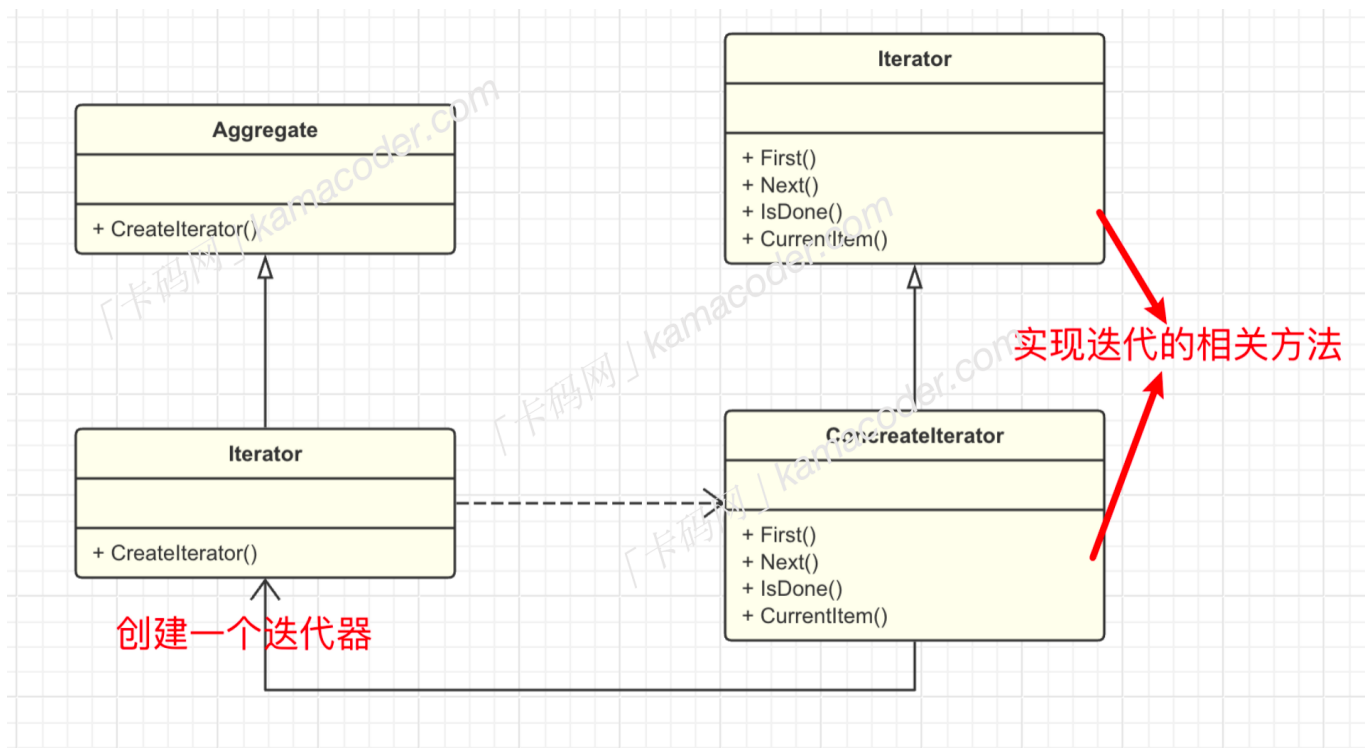 Aggregate
+ CreateIterator()
Iterator
+ First()
+ Next()
+ IsDone()
+ CurrentItem()
实现迭代的相关方法
Iterator
+ CreateIterator()
创建一个迭代器
ConcreateIterator
+ First()
+ Next()
+ IsDone()
+ CurrentItem()
「卡码网」kamacoder.com
「卡码网」kamacoder.com
「卡码网」kamacoder.com